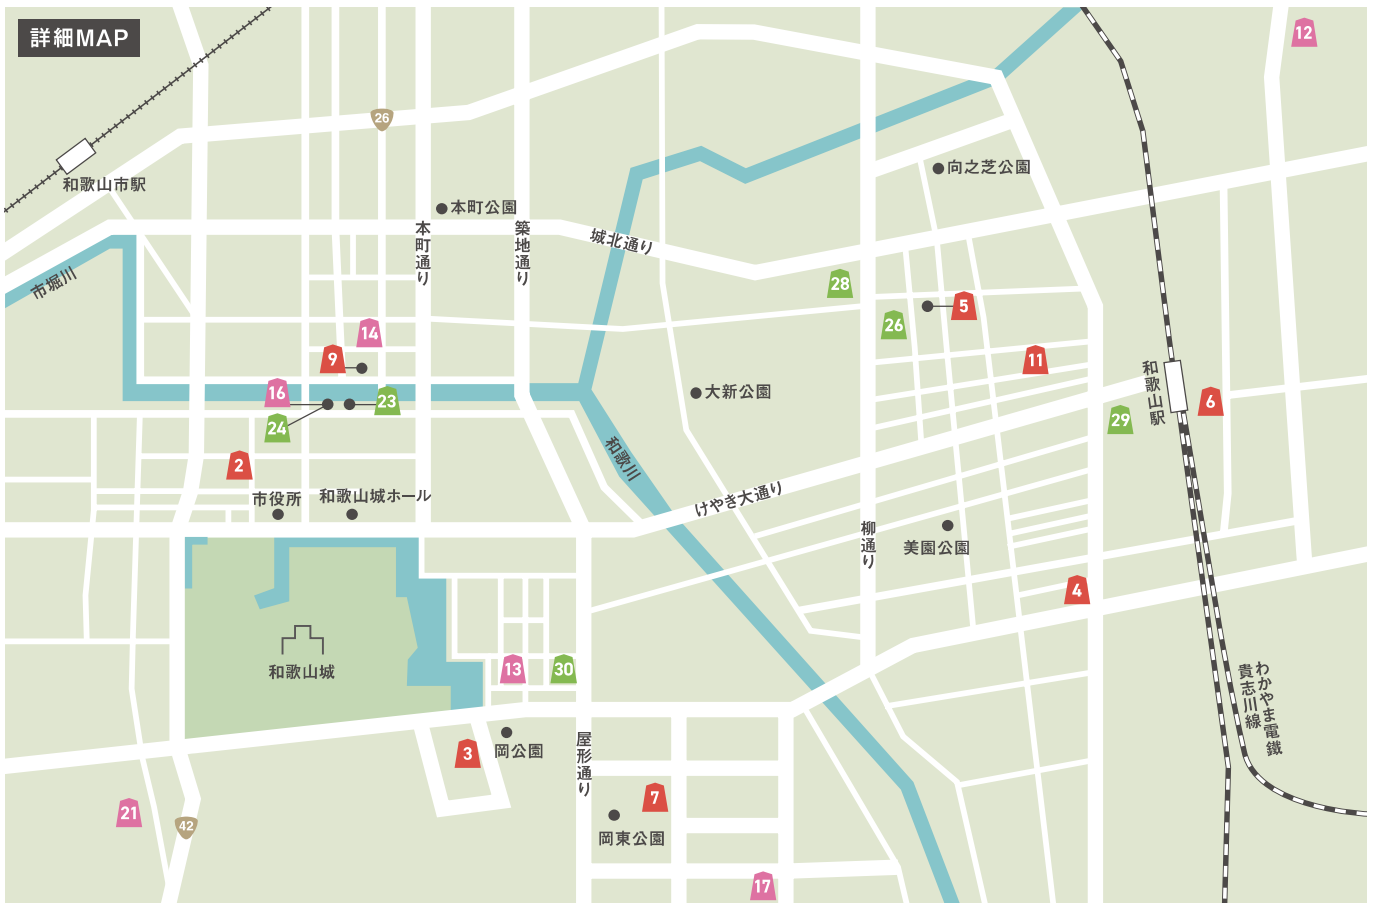 詳細MAP
12
26
向之芝公園
和歌山市駅
本町公園
本町通り
築地通り
城北通り
市堀川
28
5
26
14
9
11
和歌山駅
16
23
大新公園
6
24
29
2
和歌川
けやき大通り
市役所
和歌山城ホール
柳通り
美園公園
4
和歌山城
13
30
わかやま電鐵
貴志川線
3
岡公園
屋形通り
7
21
42
岡東公園
17